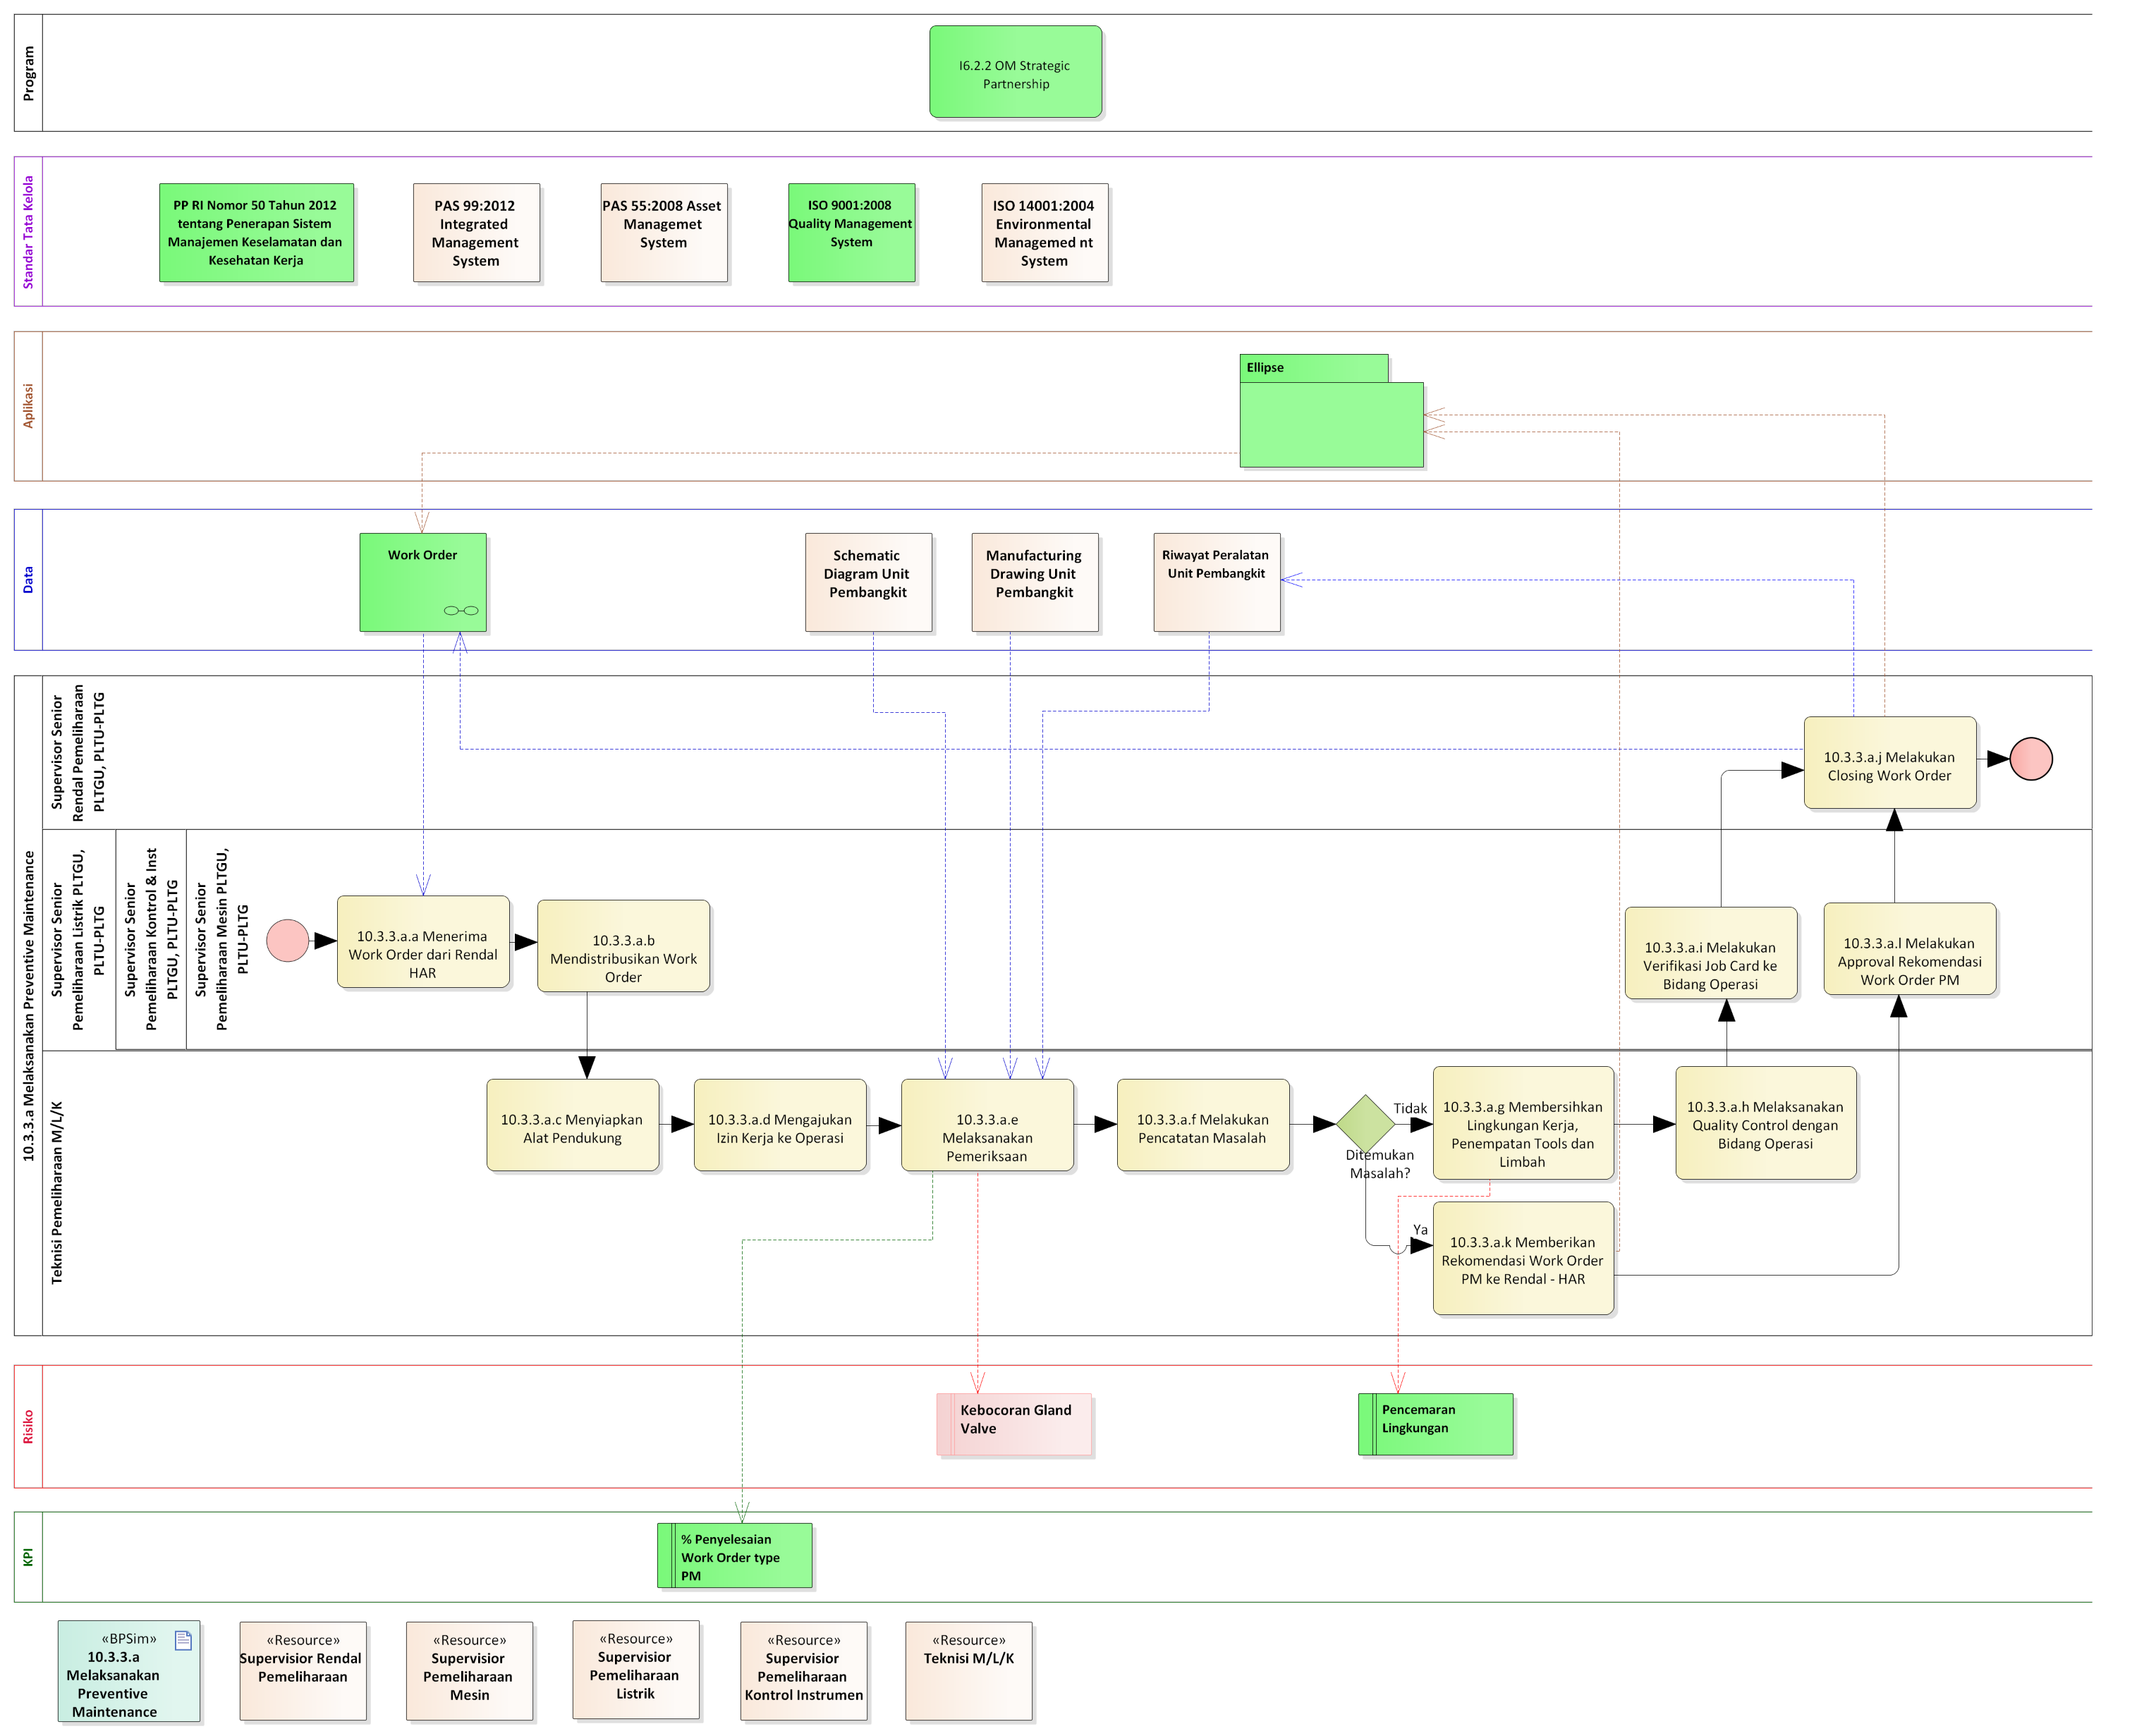 Program
I6.2.2 OM Strategic
Partnership
Standar Tata Kelola
PP RI Nomor 50 Tahun 2012
tentang Penerapan Sistem
Manajemen Keselamatan dan
Kesehatan Kerja
PAS 99:2012
Integrated
Management
System
PAS 55:2008 Asset
Managemet
System
ISO 9001:2008
Quality Management
System
ISO 14001:2004
Environmental
Managemed nt
System
Aplikasi
Ellipse
Data
Work Order
Schematic
Diagram Unit
Pembangkit
Manufacturing
Drawing Unit
Pembangkit
Riwayat Peralatan
Unit Pembangkit
10.3.3.a Melaksanakan Preventive Maintenance
Supervisor Senior
Rendal Pemeliharaan
PLTGU, PLTU-PLTG
10.3.3.a.j Melakukan
Closing Work Order
Supervisor Senior
Pemeliharaan Listrik PLTGU,
PLTU-PLTG
Supervisor Senior
Pemeliharaan Kontrol & Inst
PLTGU, PLTU-PLTG
Supervisor Senior
Pemeliharaan Mesin PLTGU,
PLTU-PLTG
10.3.3.a.a Menerima
Work Order dari Rendal
HAR
10.3.3.a.b
Mendistribusikan Work
Order
10.3.3.a.i Melakukan
Verifikasi Job Card ke
Bidang Operasi
10.3.3.a.l Melakukan
Approval Rekomendasi
Work Order PM
Teknisi Pemeliharaan M/L/K
10.3.3.a.c Menyiapkan
Alat Pendukung
10.3.3.a.d Mengajukan
Izin Kerja ke Operasi
10.3.3.a.e
Melaksanakan
Pemeriksaan
10.3.3.a.f Melakukan
Pencatatan Masalah
Ditemukan
Masalah?
Tidak
10.3.3.a.g Membersihkan
Lingkungan Kerja,
Penempatan Tools dan
Limbah
10.3.3.a.h Melaksanakan
Quality Control dengan
Bidang Operasi
Ya
10.3.3.a.k Memberikan
Rekomendasi Work Order
PM ke Rendal - HAR
Risiko
Kebocoran Gland
Valve
Pencemaran
Lingkungan
KPI
% Penyelesaian
Work Order type
PM
«BPSim»
10.3.3.a
Melaksanakan
Preventive
Maintenance
«Resource»
Supervisior Rendal
Pemeliharaan
«Resource»
Supervisior
Pemeliharaan
Mesin
«Resource»
Supervisior
Pemeliharaan
Listrik
«Resource»
Supervisior
Pemeliharaan
Kontrol Instrumen
«Resource»
Teknisi M/L/K